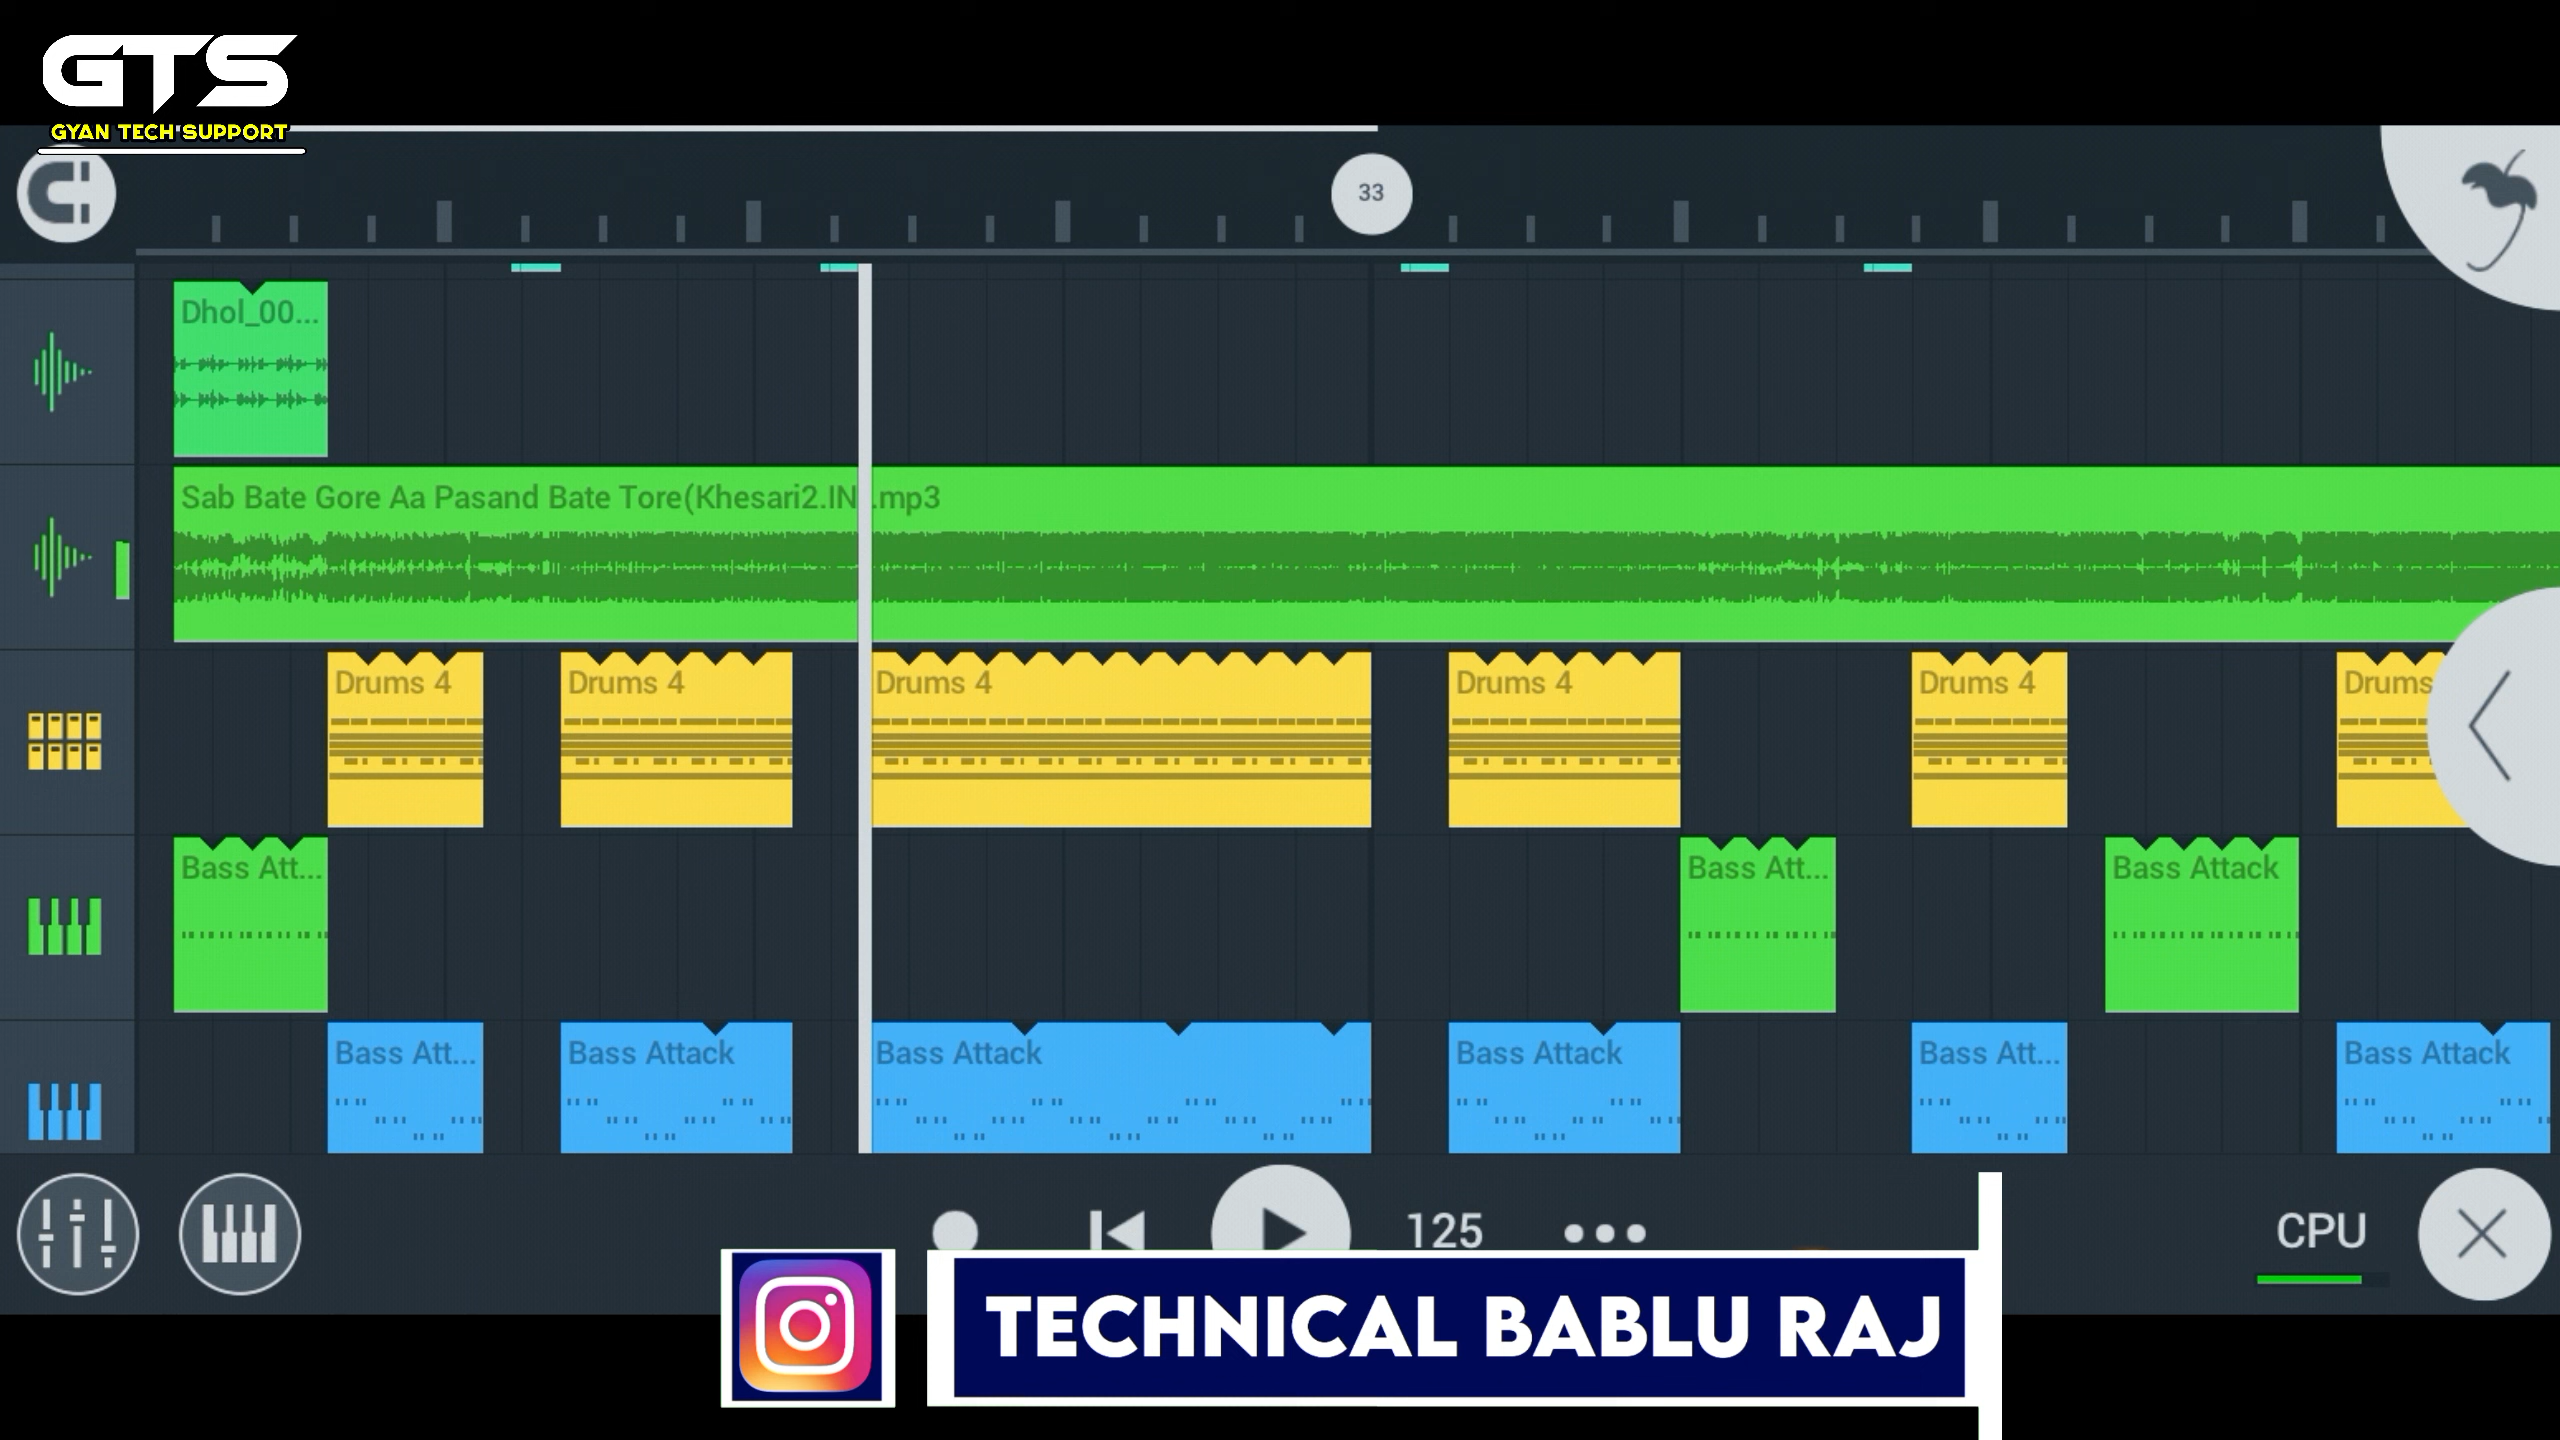 GTS
GYAN TECH SUPPORT
33
Dhol_00...
Sab Bate Gore Aa Pasand Bate Tore(Khesari2.IN).mp3
Drums 4 Drums 4 Drums 4 Drums 4 Drums 4 Drums
Bass Att... Bass Att... Bass Attack
Bass Att... Bass Attack Bass Attack Bass Attack Bass Att... Bass Attack
125 CPU
TECHNICAL BABLU RAJ